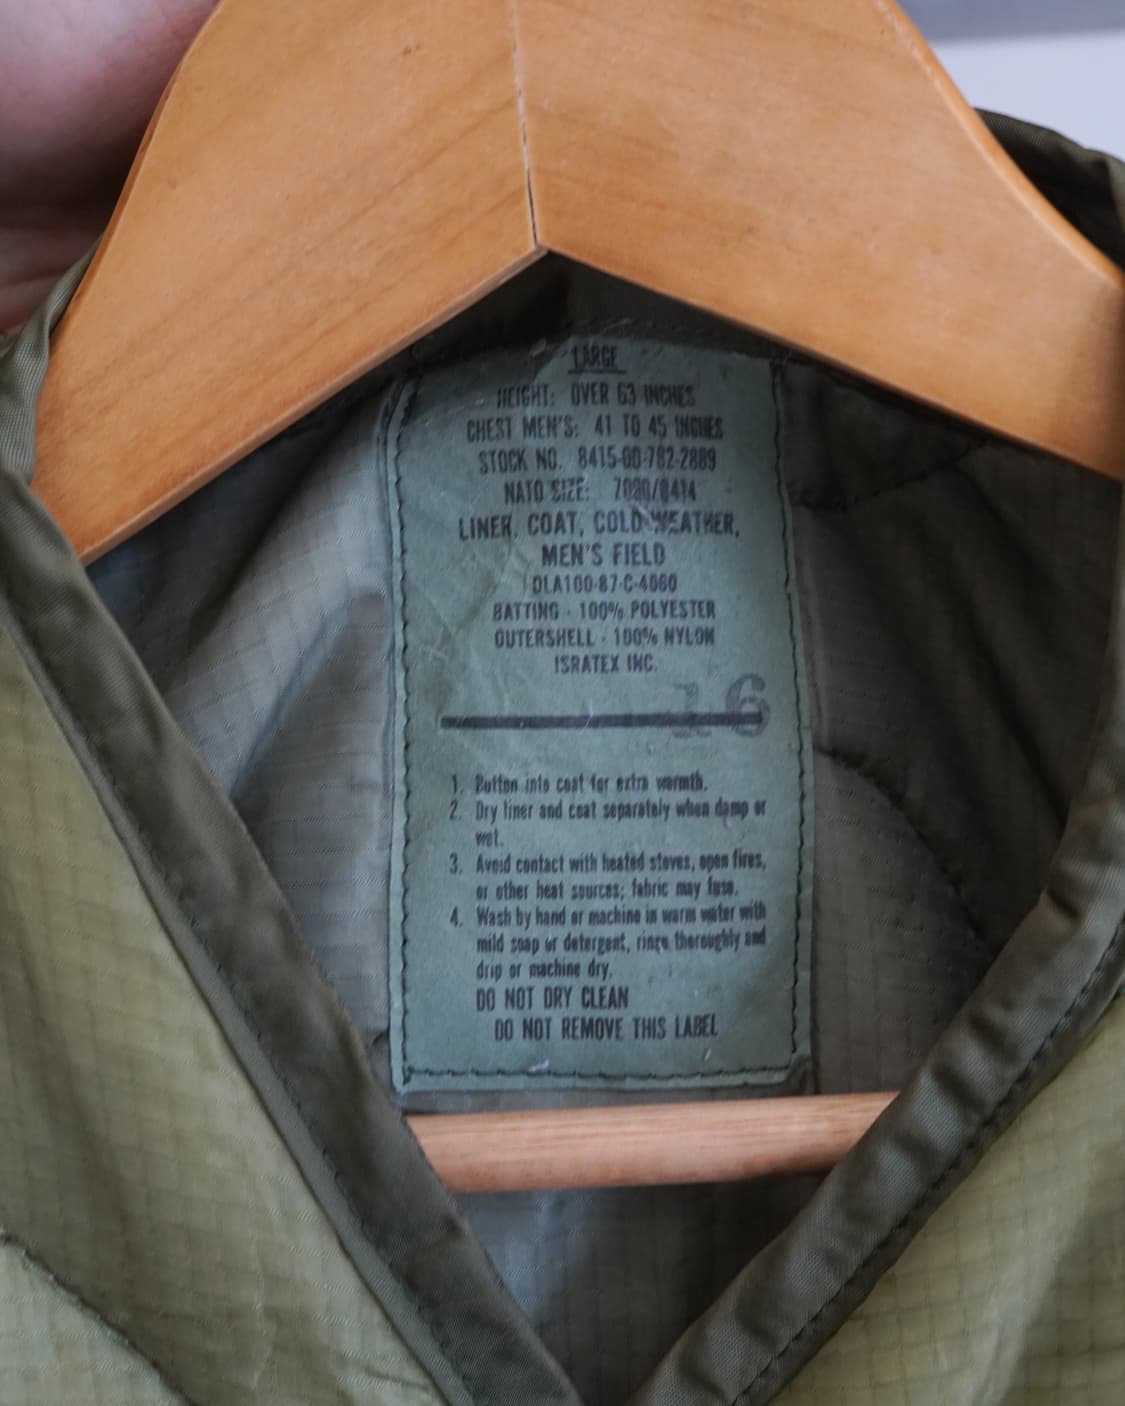 LARGE
HEIGHT: OVER 63 INCHES
CHEST MEN'S: 41 TO 45 INCHES
STOCK NO. 8415-00-782-2889
NATO SIZE: 7080/0414
LINER, COAT, COLD WEATHER,
MEN'S FIELD
DLA100-87-C-4060
BATTING - 100% POLYESTER
OUTERSHELL - 100% NYLON
ISRATEX INC.
16
1. Button into coat for extra warmth.
2. Dry liner and coat separately when damp or
wet.
3. Avoid contact with heated stoves, open fires,
or other heat sources; fabric may fuse.
4. Wash by hand or machine in warm water with
mild soap or detergent, rinse thoroughly and
drip or machine dry.
DO NOT DRY CLEAN
DO NOT REMOVE THIS LABEL